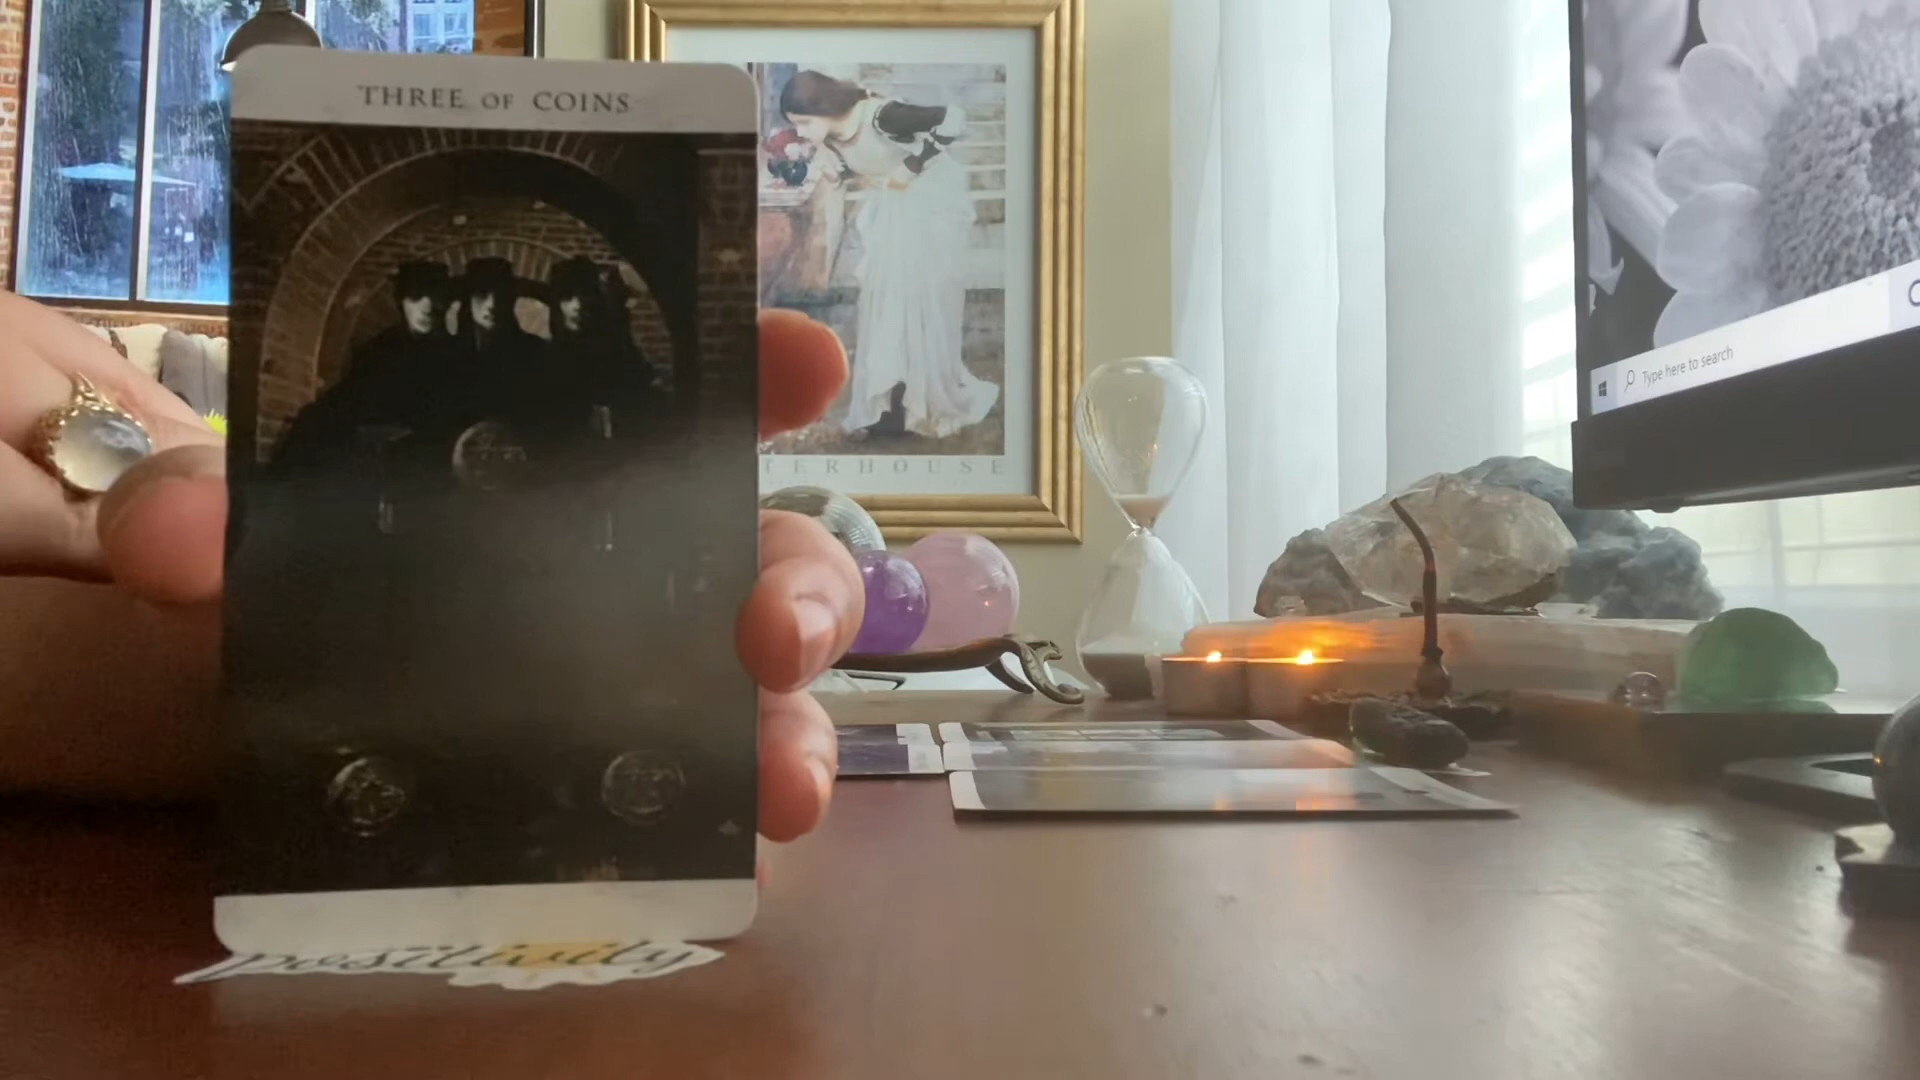 THREE OF COINS
TERHOUSE
Type here to search
positivity